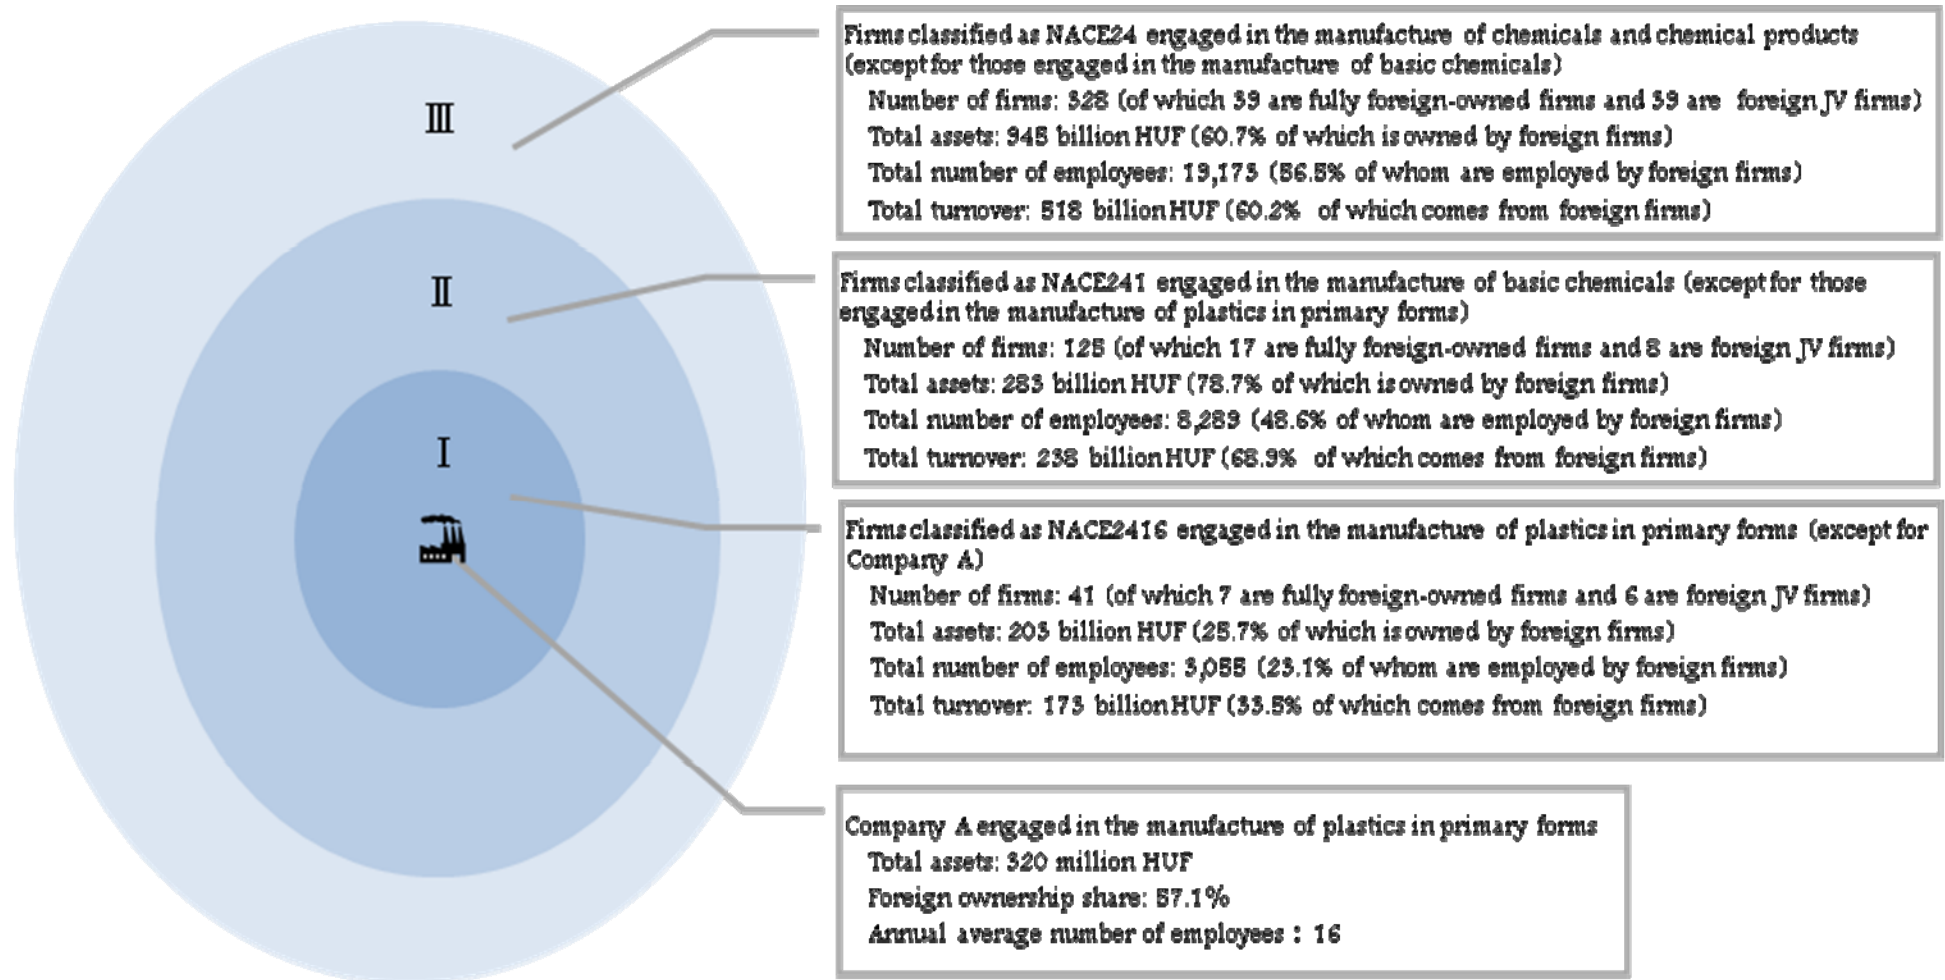 Ⅲ
Ⅱ
Ⅰ
Firms classified as NACE24 engaged in the manufacture of chemicals and chemical products
(except for those engaged in the manufacture of basic chemicals)
Number of firms: 328 (of which 39 are fully foreign-owned firms and 39 are foreign JV firms)
Total assets: 945 billion HUF (60.7% of which is owned by foreign firms)
Total number of employees: 19,173 (56.5% of whom are employed by foreign firms)
Total turnover: 518 billion HUF (60.2% of which comes from foreign firms)
Firms classified as NACE241 engaged in the manufacture of basic chemicals (except for those
engaged in the manufacture of plastics in primary forms)
Number of firms: 125 (of which 17 are fully foreign-owned firms and 8 are foreign JV firms)
Total assets: 283 billion HUF (78.7% of which is owned by foreign firms)
Total number of employees: 8,289 (48.6% of whom are employed by foreign firms)
Total turnover: 238 billion HUF (68.9% of which comes from foreign firms)
Firms classified as NACE2416 engaged in the manufacture of plastics in primary forms (except for
Company A)
Number of firms: 41 (of which 7 are fully foreign-owned firms and 6 are foreign JV firms)
Total assets: 203 billion HUF (25.7% of which is owned by foreign firms)
Total number of employees: 3,055 (23.1% of whom are employed by foreign firms)
Total turnover: 173 billion HUF (33.5% of which comes from foreign firms)
Company A engaged in the manufacture of plastics in primary forms
Total assets: 320 million HUF
Foreign ownership share: 57.1%
Annual average number of employees : 16